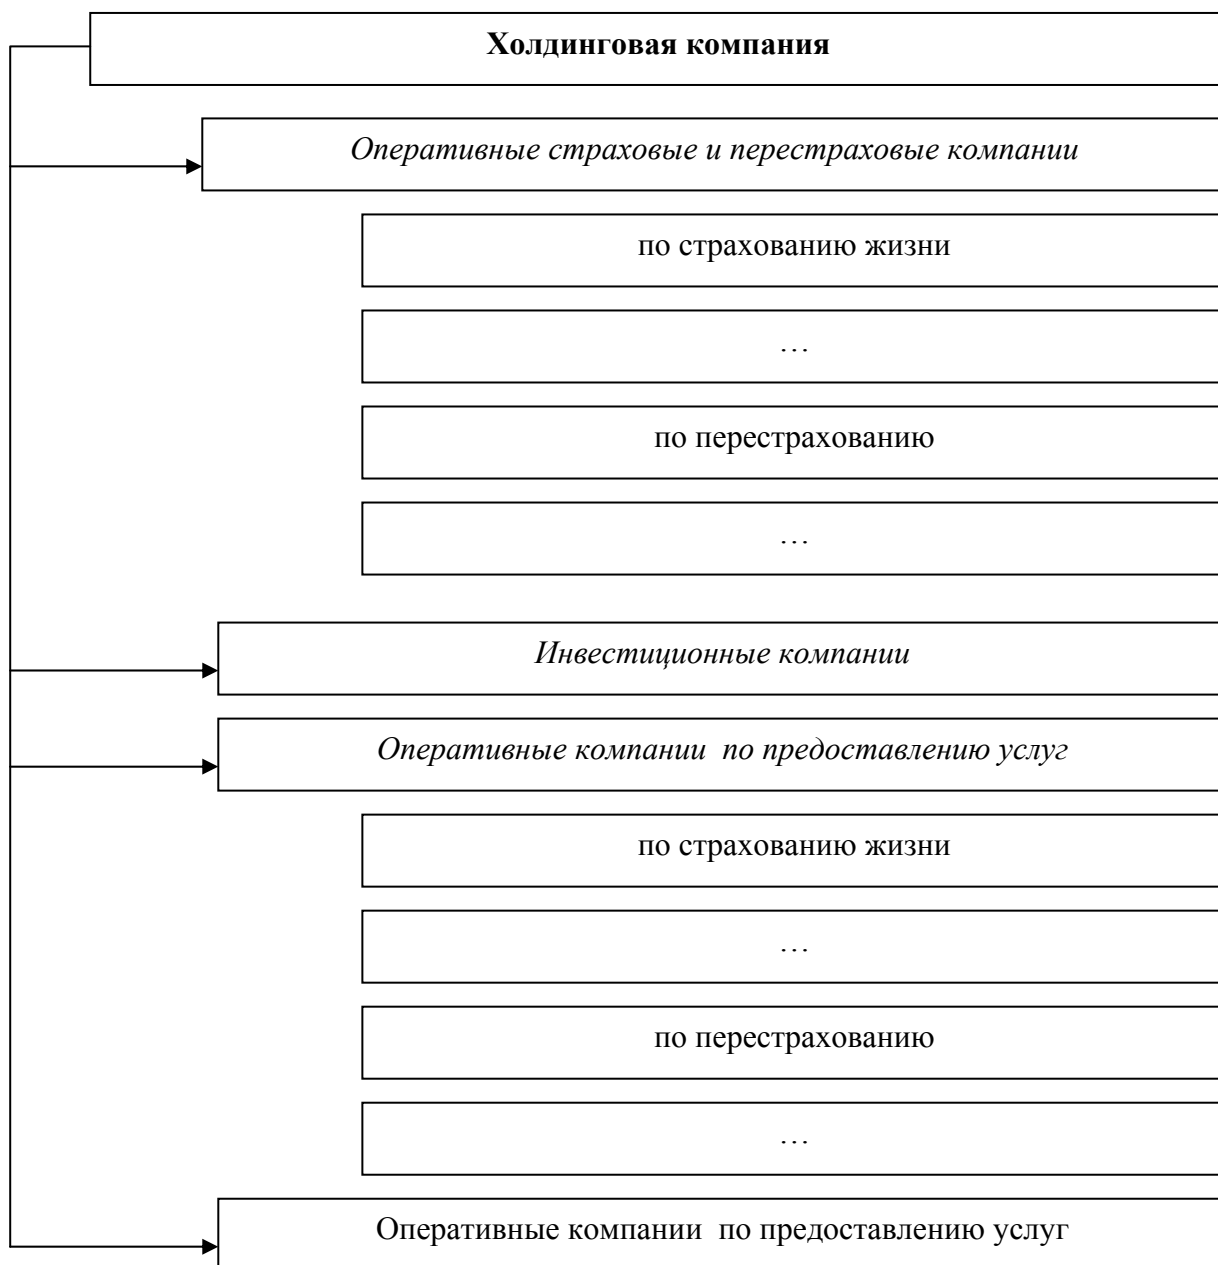 Холдинговая компания
Оперативные страховые и перестраховые компании
по страхованию жизни
…
по перестрахованию
…
Инвестиционные компании
Оперативные компании  по предоставлению услуг
по страхованию жизни
…
по перестрахованию
…
Оперативные компании  по предоставлению услуг